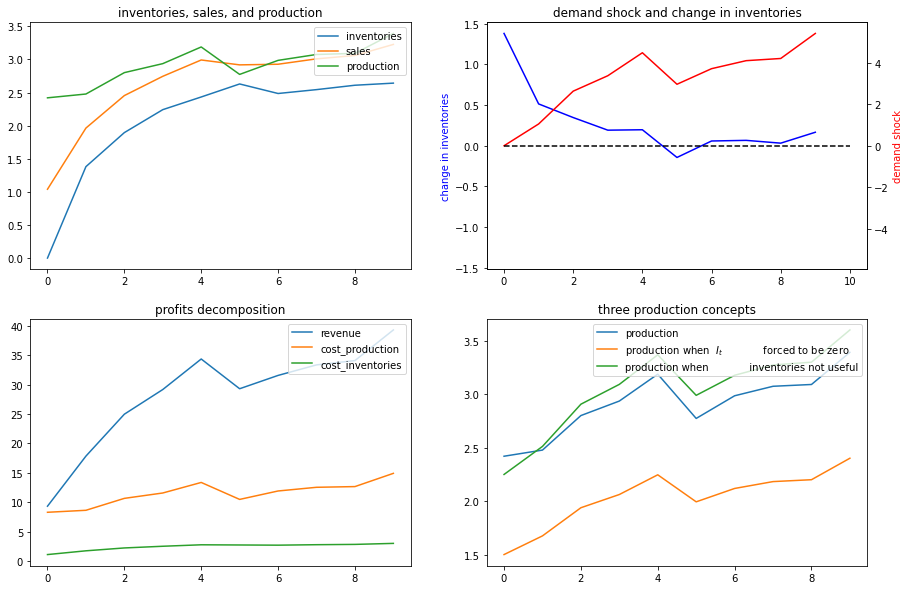 inventories, sales, and production
3.5
3.0
2.5
2.0
1.5
1.0
0.5
0.0
0 2 4 6 8
inventories
sales
production
demand shock and change in inventories
change in inventories
1.5
1.0
0.5
0.0
−0.5
−1.0
−1.5
0 2 4 6 8 10
4
2
0
−2
−4
demand shock
profits decomposition
40
35
30
25
20
15
10
5
0
0 2 4 6 8
revenue
cost_production
cost_inventories
three production concepts
3.5
3.0
2.5
2.0
1.5
0 2 4 6 8
production
production when I_t forced to be zero
production when inventories not useful